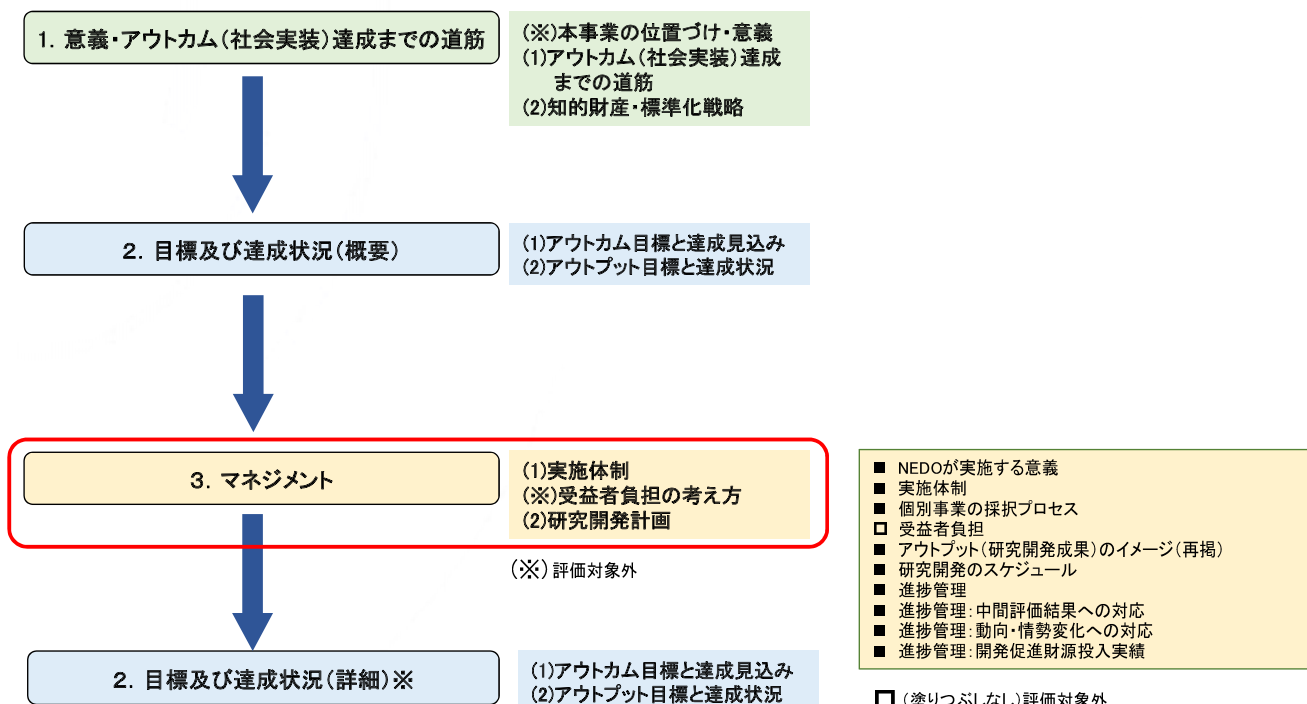 1. 意義・アウトカム(社会実装)達成までの道筋
(※)本事業の位置づけ・意義
(1)アウトカム(社会実装)達成
までの道筋
(2)知的財産・標準化戦略
2. 目標及び達成状況(概要)
(1)アウトカム目標と達成見込み
(2)アウトプット目標と達成状況
3. マネジメント
(1)実施体制
(※)受益者負担の考え方
(2)研究開発計画
(※)評価対象外
■ NEDOが実施する意義
■ 実施体制
■ 個別事業の採択プロセス
□ 受益者負担
■ アウトプット(研究開発成果)のイメージ(再掲)
■ 研究開発のスケジュール
■ 進捗管理
■ 進捗管理:中間評価結果への対応
■ 進捗管理:動向・情勢変化への対応
■ 進捗管理:開発促進財源投入実績
2. 目標及び達成状況(詳細)※
(1)アウトカム目標と達成見込み
(2)アウトプット目標と達成状況
□ (塗りつぶしなし)評価対象外